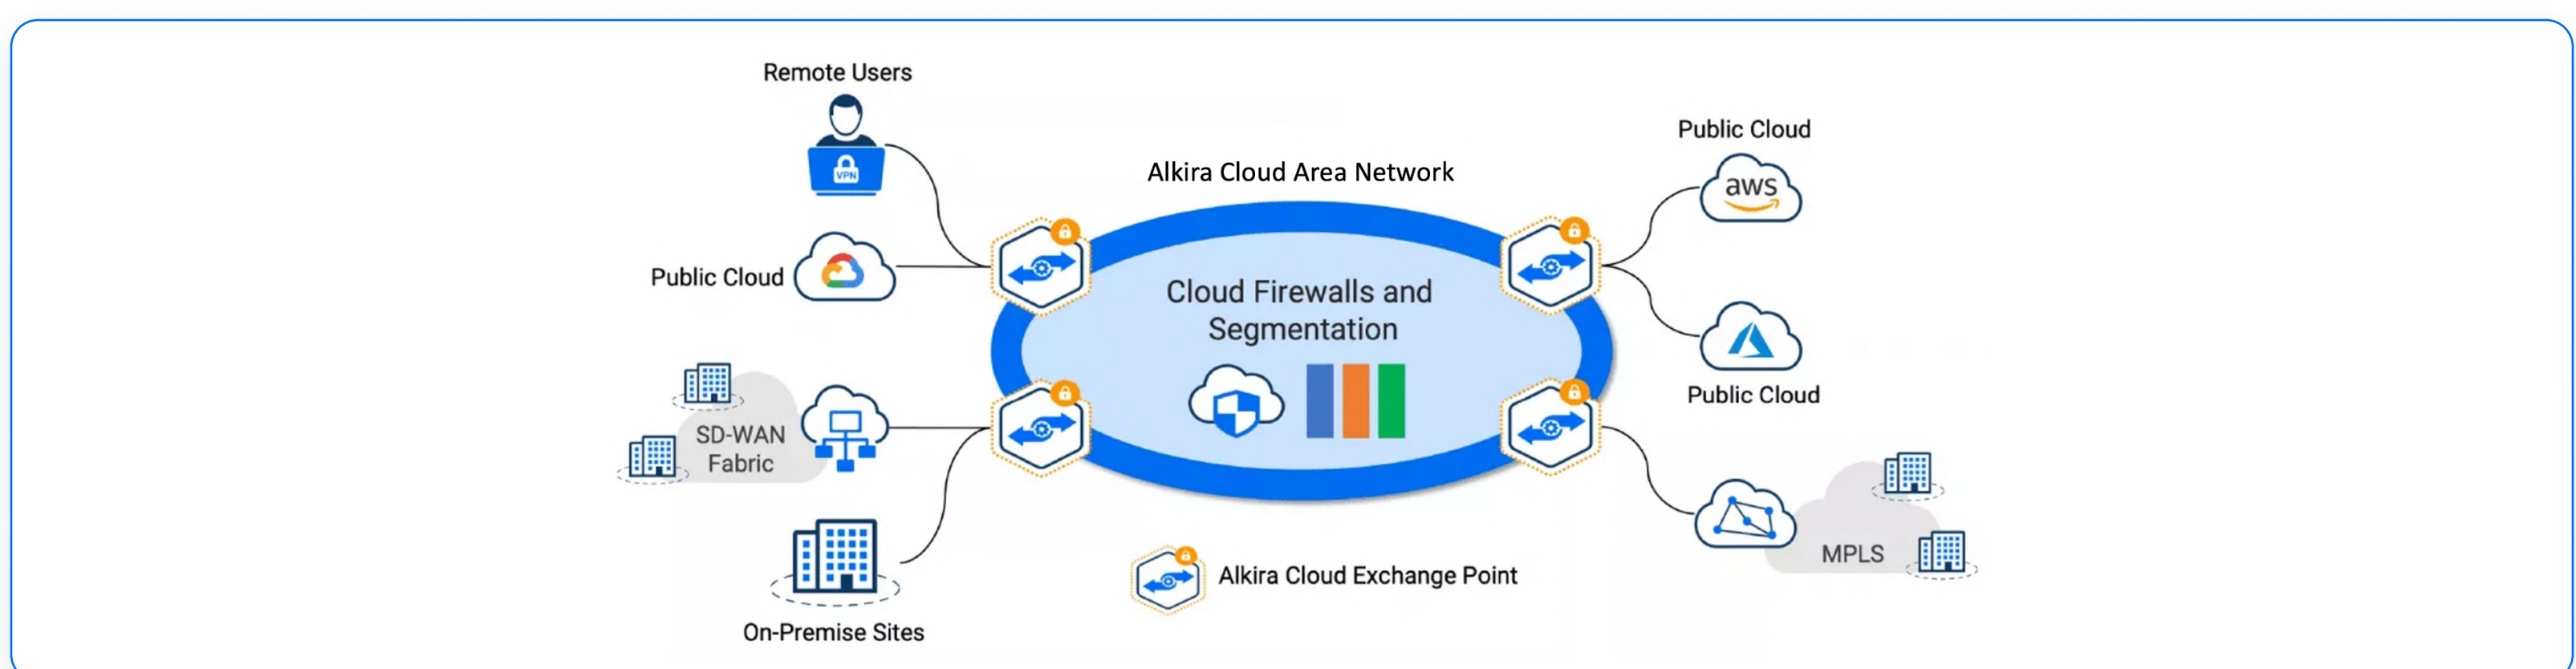 Remote Users
VPN
Public Cloud
SD-WAN
Fabric
On-Premise Sites
Alkira Cloud Area Network
Cloud Firewalls and
Segmentation
Alkira Cloud Exchange Point
Public Cloud
aws
Public Cloud
MPLS